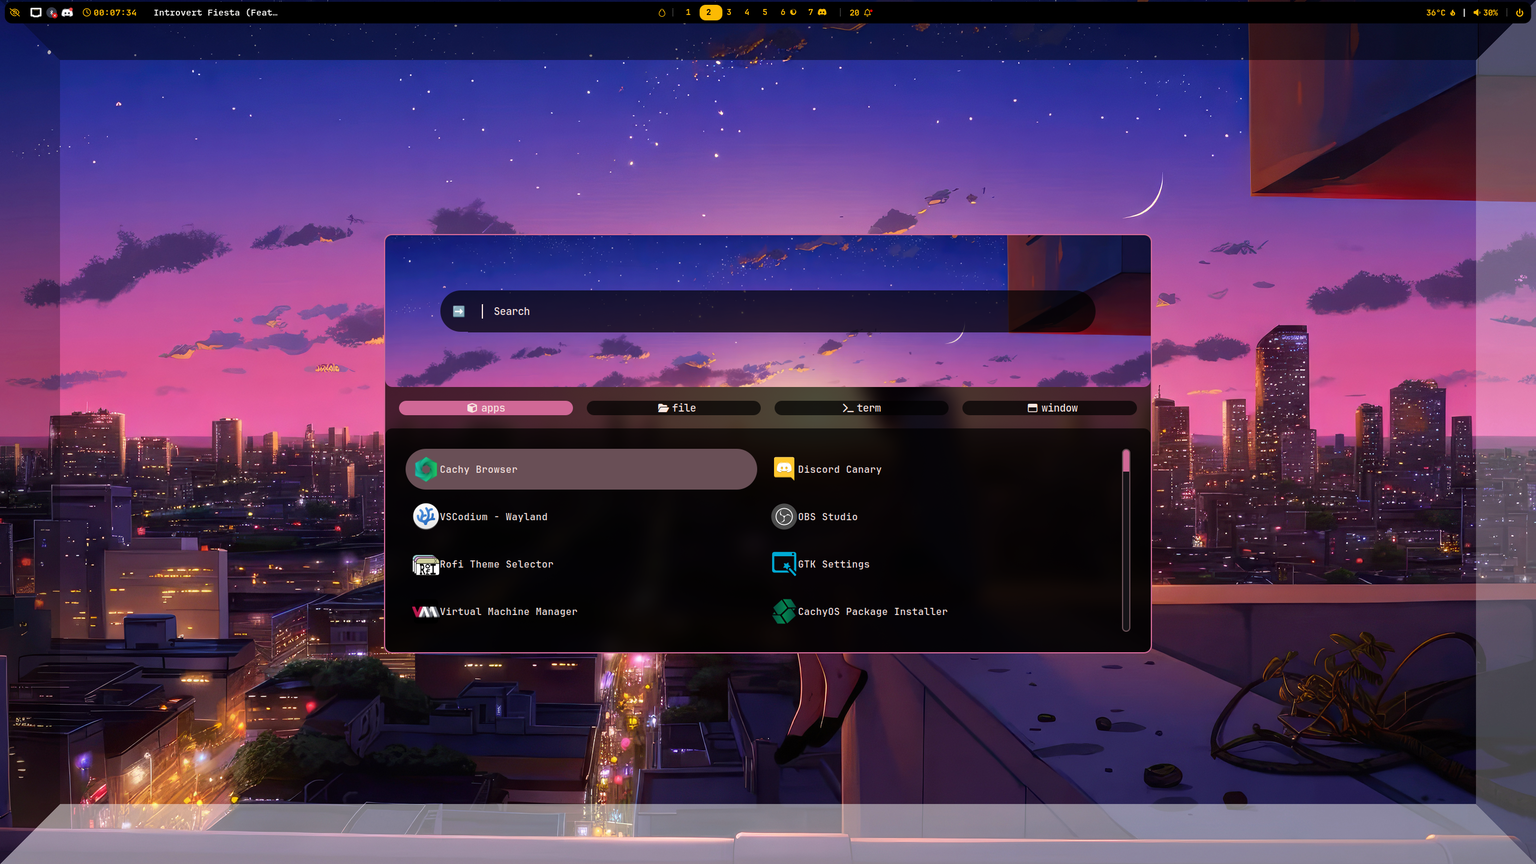 00:07:34 Introvert Fiesta (Feat… 1 2 3 4 5 6 7 20 36°C | 30%
Search
apps file term window
Cachy Browser Discord Canary
VSCodium - Wayland OBS Studio
Rofi Theme Selector GTK Settings
Virtual Machine Manager CachyOS Package Installer